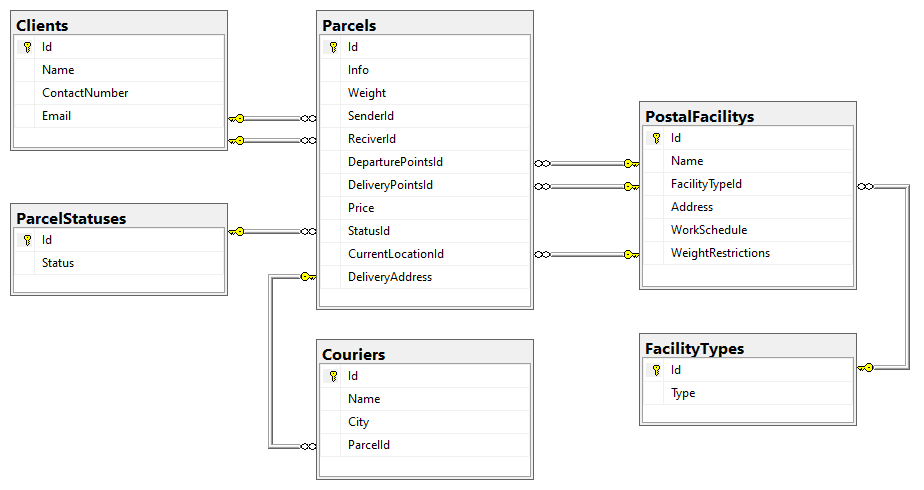 Clients
Id
Name
ContactNumber
Email
Parcels
Id
Info
Weight
SenderId
ReciverId
DeparturePointsId
DeliveryPointsId
Price
StatusId
CurrentLocationId
DeliveryAddress
PostalFacilitys
Id
Name
FacilityTypeId
Address
WorkSchedule
WeightRestrictions
ParcelStatuses
Id
Status
Couriers
Id
Name
City
ParcelId
FacilityTypes
Id
Type